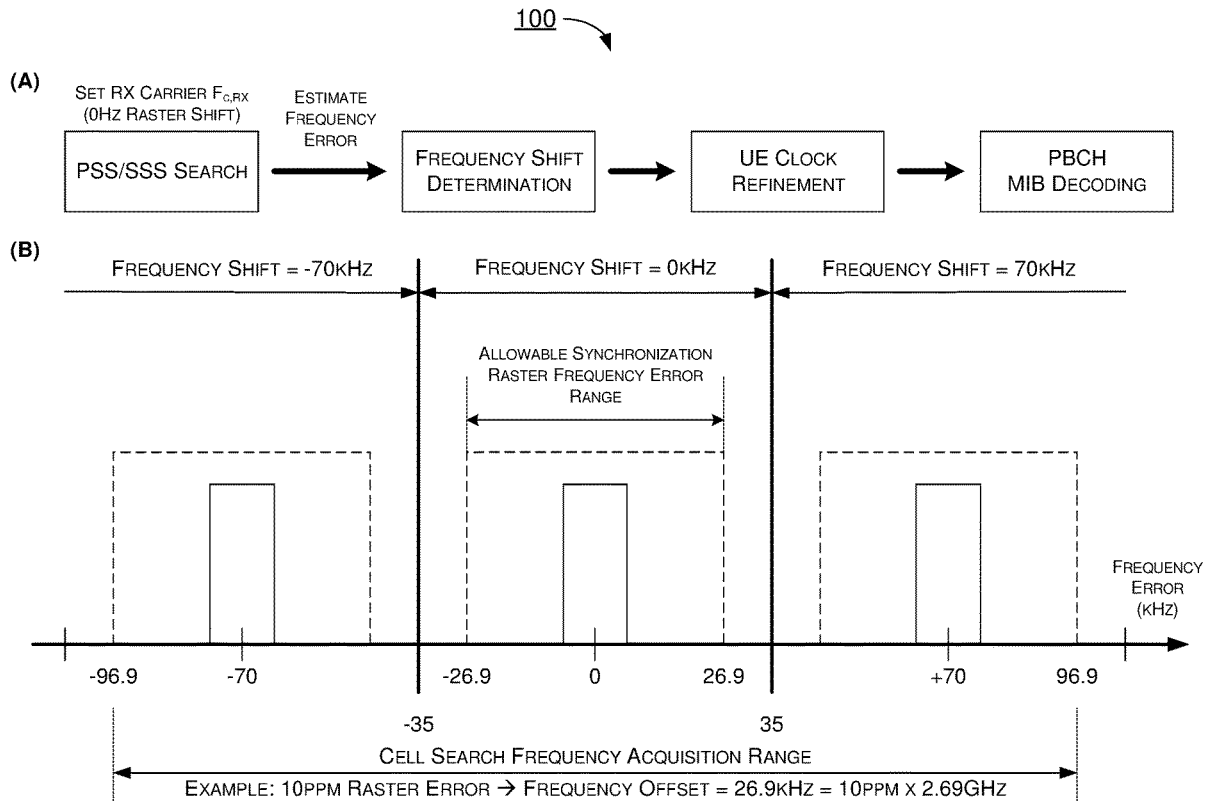 100
(A)
SET RX CARRIER FC,RX
(0HZ RASTER SHIFT)
ESTIMATE
FREQUENCY
ERROR
PSS/SSS SEARCH
FREQUENCY SHIFT
DETERMINATION
UE CLOCK
REFINEMENT
PBCH
MIB DECODING
(B)
FREQUENCY SHIFT = -70KHZ
FREQUENCY SHIFT = 0KHZ
FREQUENCY SHIFT = 70KHZ
ALLOWABLE SYNCHRONIZATION
RASTER FREQUENCY ERROR
RANGE
FREQUENCY
ERROR
(KHZ)
-96.9
-70
-26.9
0
26.9
+70
96.9
-35
35
CELL SEARCH FREQUENCY ACQUISITION RANGE
EXAMPLE: 10PPM RASTER ERROR → FREQUENCY OFFSET = 26.9KHZ = 10PPM X 2.69GHZ